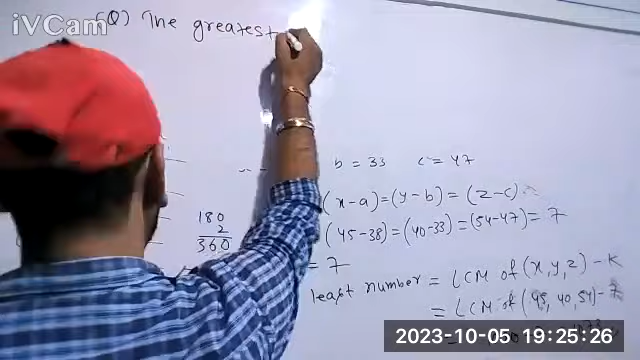 iVCam
(Q) The greatest
b = 33 c = 47
(x-a)=(y-b)=(z-c)
180
2
360
(45-38)=(40-33)=(54-47)=7
= 7
least number = LCM of (x, y, z) - K
= LCM of (45, 40, 54) - 7
2023-10-05 19:25:26